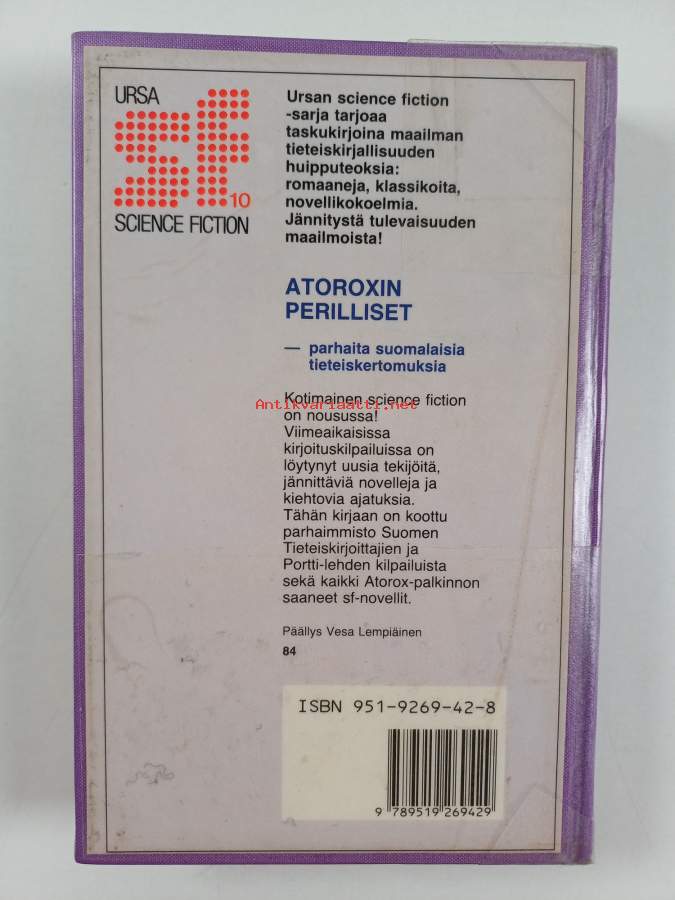 URSA
sf
10
SCIENCE FICTION
Ursan science fiction
-sarja tarjoaa
taskukirjoina maailman
tieteiskirjallisuuden
huipputeoksia:
romaaneja, klassikoita,
novellikokoelmia.
Jännitystä tulevaisuuden
maailmoista!
ATOROXIN
PERILLISET
— parhaita suomalaisia
tieteiskertomuksia
Kotimainen science fiction
Antikvariaatti.net
on nousussa!
Viimeaikaisissa
kirjoituskilpailuissa on
löytynyt uusia tekijöitä,
jännittäviä novelleja ja
kiehtovia ajatuksia.
Tähän kirjaan on koottu
parhaimmisto Suomen
Tieteiskirjoittajien ja
Portti-lehden kilpailuista
sekä kaikki Atorox-palkinnon
saaneet sf-novellit.
Päällys Vesa Lempiäinen
84
ISBN 951-9269-42-8
9 789519 269429